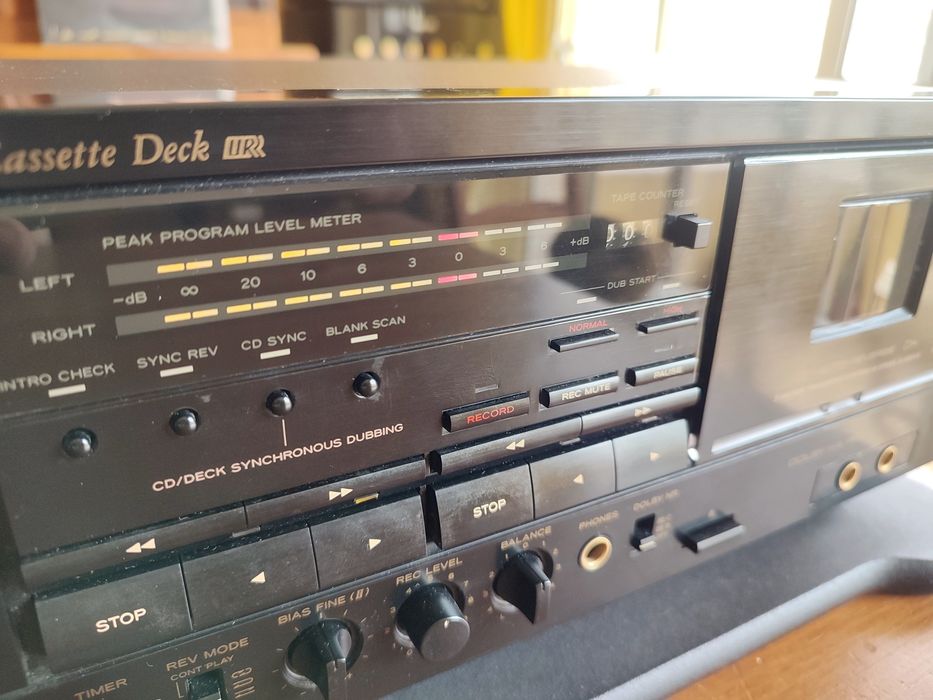 Cassette Deck
PEAK PROGRAM LEVEL METER
TAPE COUNTER
RESET
LEFT
-dB ∞ 20 10 6 3 0 3 6 +dB
RIGHT
DUB START
NORMAL
HIGH
INTRO CHECK
SYNC REV
CD SYNC
BLANK SCAN
RECORD
REC MUTE
PAUSE
CD/DECK SYNCHRONOUS DUBBING
STOP
STOP
PHONES
DOLBY NR
BALANCE
REC LEVEL
BIAS FINE (II)
REV MODE
CONT PLAY
TIMER